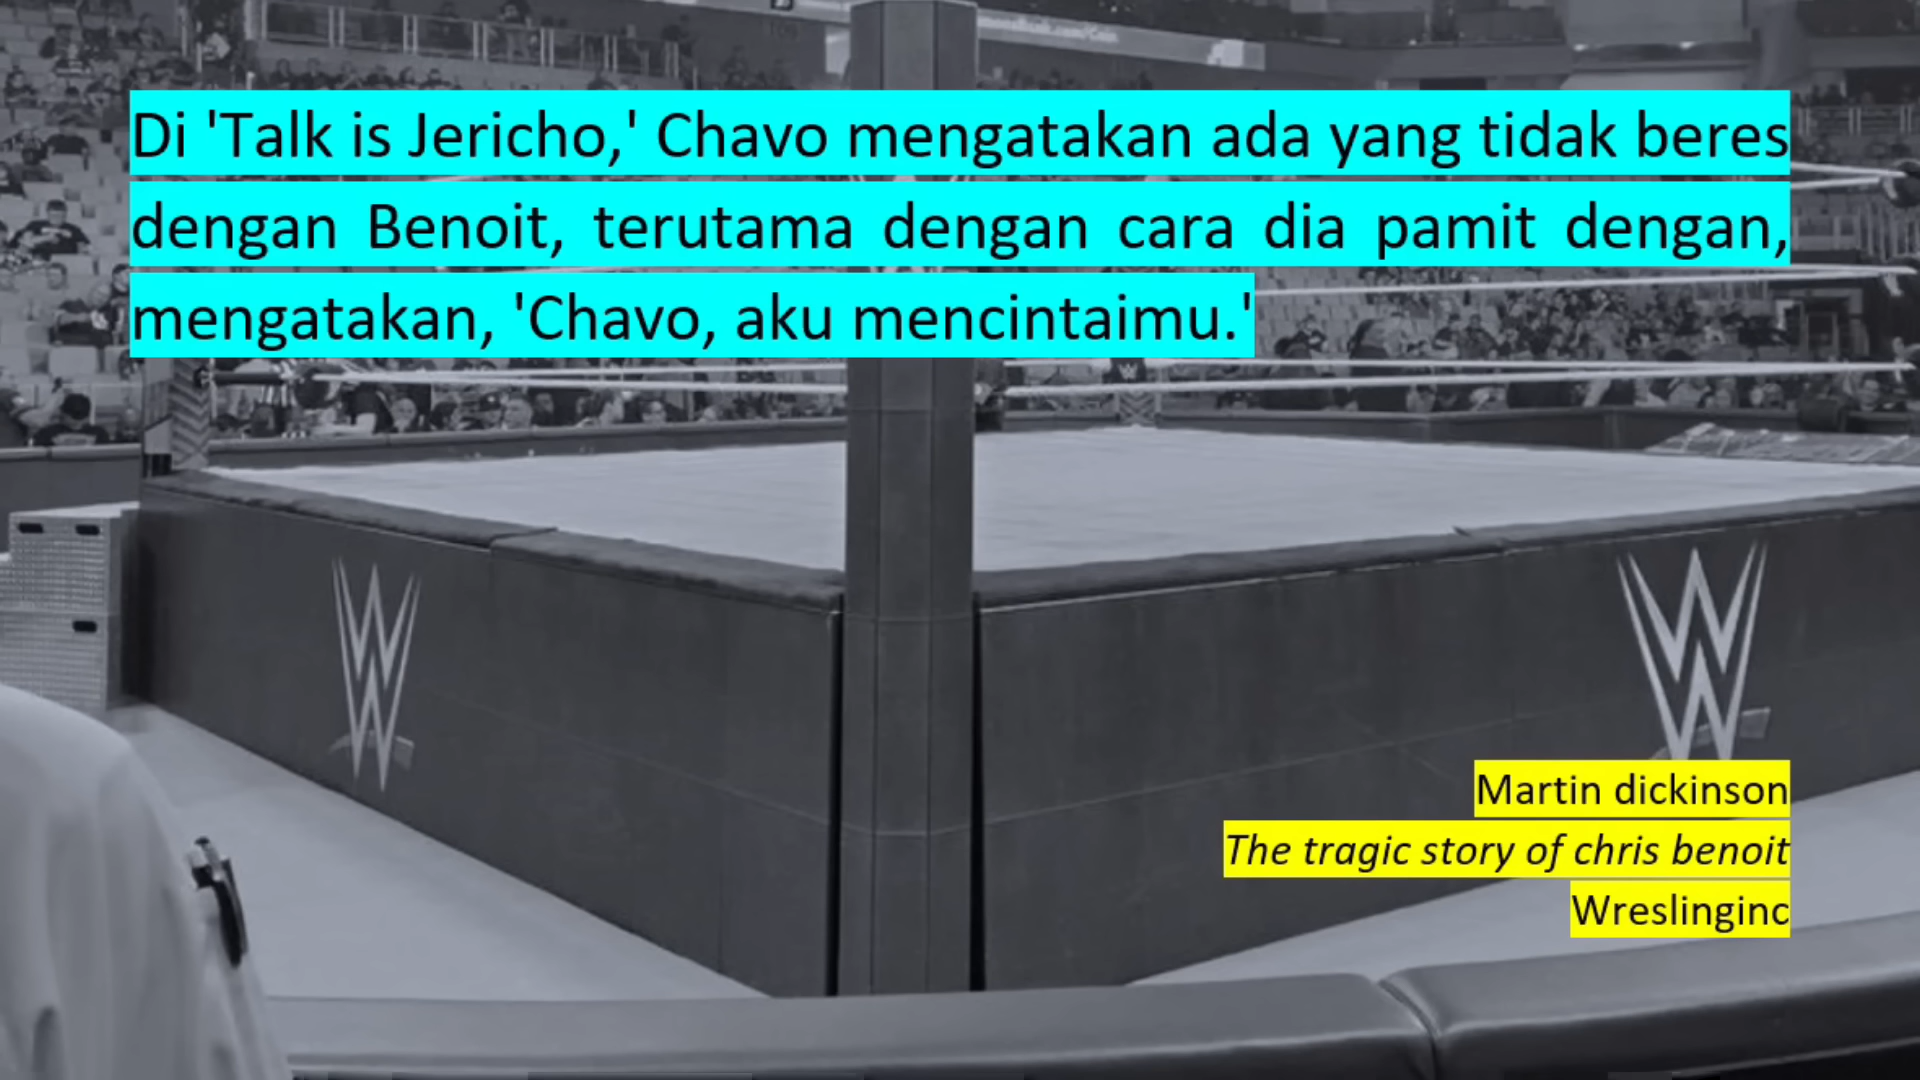 Di 'Talk is Jericho,' Chavo mengatakan ada yang tidak beres
dengan Benoit, terutama dengan cara dia pamit dengan,
mengatakan, 'Chavo, aku mencintaimu.'
W
W
Martin dickinson
The tragic story of chris benoit
Wreslinginc